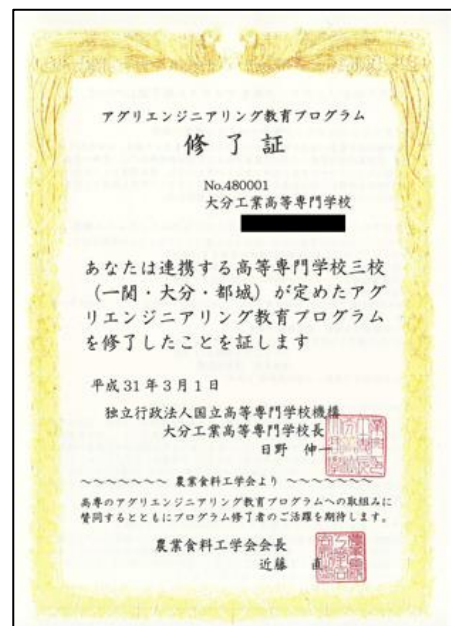 アグリエンジニアリング教育プログラム
修了証
No.480001
大分工業高等専門学校
あなたは連携する高等専門学校三校
（一関・大分・都城）が定めたアグ
リエンジニアリング教育プログラム
を修了したことを証します
平成31年3月1日
独立行政法人国立高等専門学校機構
大分工業高等専門学校長
日野 伸一
～～～～～～～ 農業食料工学会より ～～～～～～～
高専のアグリエンジニアリング教育プログラムへの取組みに
賛同するとともにプログラム修了者のご活躍を期待します。
農業食料工学会会長
近藤 直